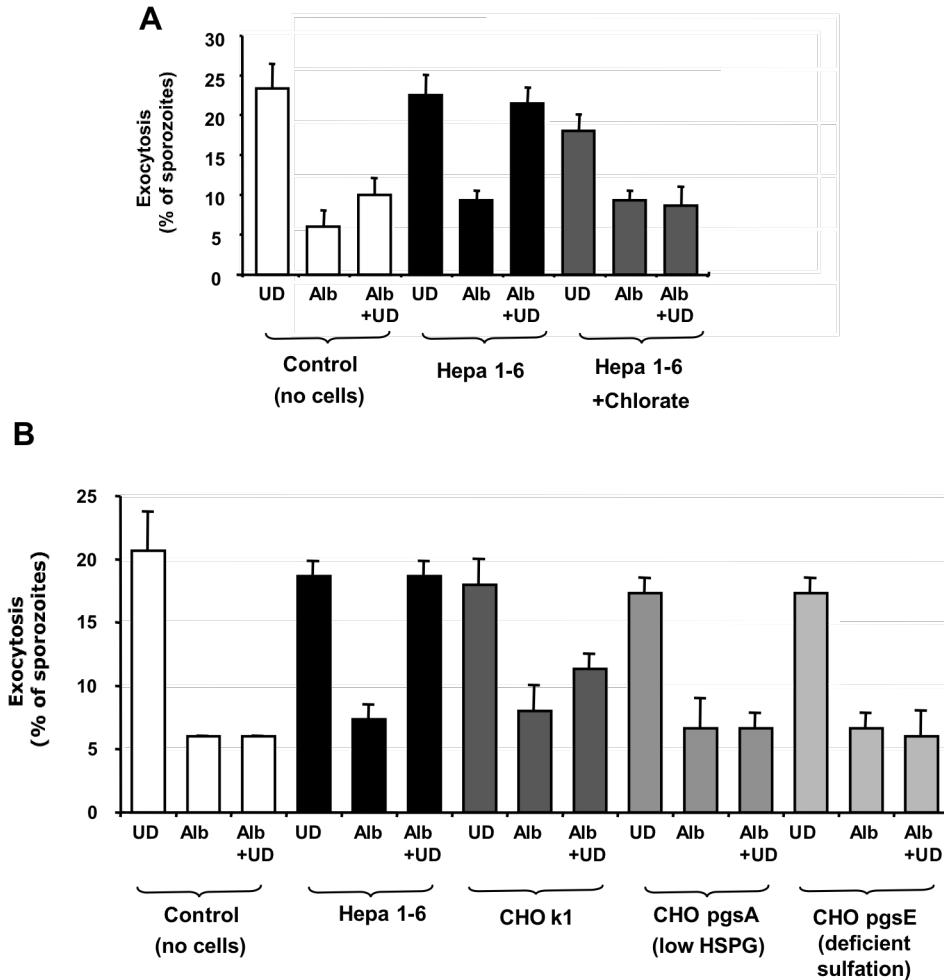 A
Exocytosis
(% of sporozoites)
30
25
20
15
10
5
0
UD Alb Alb UD Alb Alb UD Alb Alb
+UD +UD +UD
Control Hepa 1-6 Hepa 1-6
(no cells) +Chlorate
B
Exocytosis
(% of sporozoites)
25
20
15
10
5
0
UD Alb Alb UD Alb Alb UD Alb Alb UD Alb Alb UD Alb Alb
+UD +UD +UD +UD +UD
Control Hepa 1-6 CHO k1 CHO pgsA CHO pgsE
(no cells) (low HSPG) (deficient
sulfation)